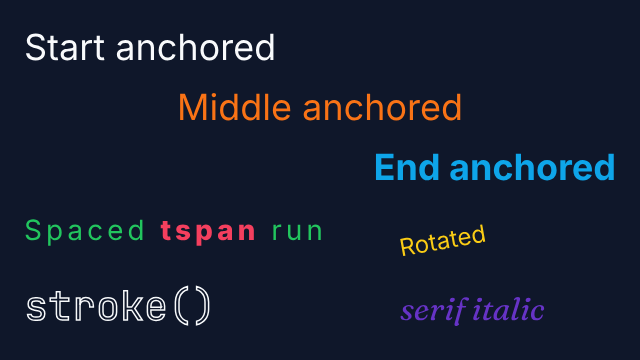 Start anchored
Middle anchored
End anchored
Spaced tspan run
Rotated
stroke()
serif italic